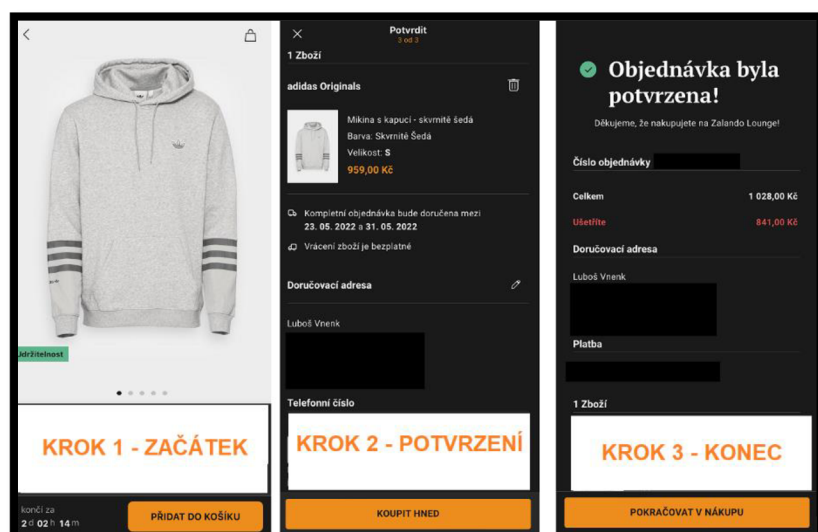 Udržitelnost
KROK 1 - ZAČÁTEK
končí za
2 d 02 h 14 m
PŘIDAT DO KOŠÍKU
Potvrdit
3 od 3
1 Zboží
adidas Originals
Mikina s kapucí - skvrnitě šedá
Barva: Skvrnitě Šedá
Velikost: S
959,00 Kč
Kompletní objednávka bude doručena mezi
23. 05. 2022 a 31. 05. 2022
Vrácení zboží je bezplatné
Doručovací adresa
Luboš Vnenk
Telefonní číslo
KROK 2 - POTVRZENÍ
KOUPIT HNED
Objednávka byla
potvrzena!
Děkujeme, že nakupujete na Zalando Lounge!
Číslo objednávky
Celkem 1 028,00 Kč
Ušetříte 841,00 Kč
Doručovací adresa
Luboš Vnenk
Platba
1 Zboží
KROK 3 - KONEC
POKRAČOVAT V NÁKUPU